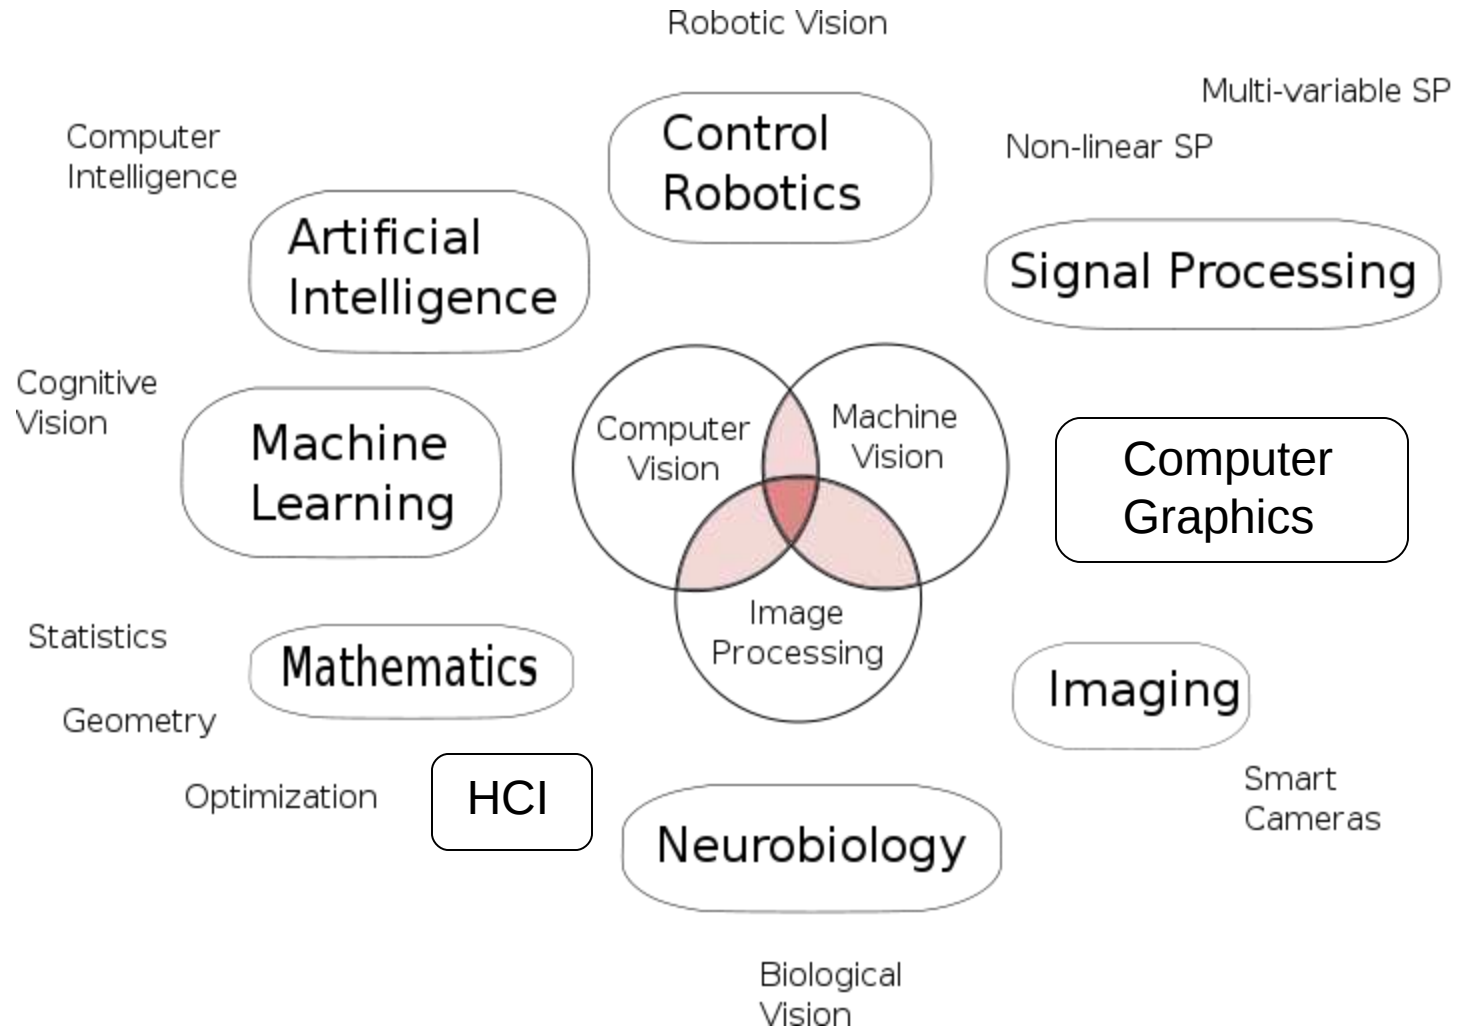 Robotic Vision
Multi-variable SP
Computer
Intelligence
Control
Robotics
Non-linear SP
Artificial
Intelligence
Signal Processing
Cognitive
Vision
Machine
Learning
Computer
Vision
Machine
Vision
Computer
Graphics
Image
Processing
Statistics
Mathematics
Geometry
Imaging
Optimization
HCI
Neurobiology
Smart
Cameras
Biological
Vision